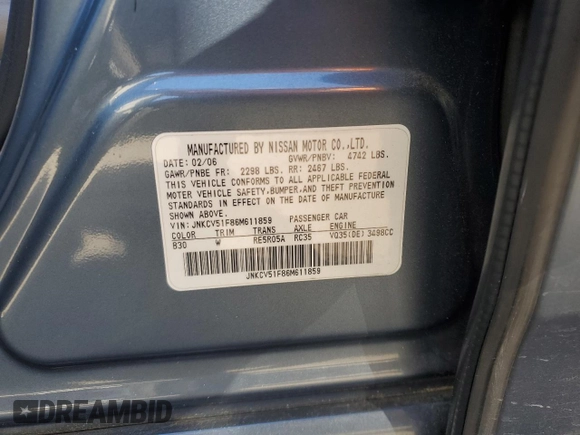 MANUFACTURED BY NISSAN MOTOR CO.,LTD.
DATE: 02/06 GVWR/PNBV: 4742 LBS.
GAWR/PNBE FR: 2298 LBS. RR: 2467 LBS.
THIS VEHICLE CONFORMS TO ALL APPLICABLE FEDERAL
MOTOR VEHICLE SAFETY,BUMPER,AND THEFT PREVENTION
STANDARDS IN EFFECT ON THE DATE OF MANUFACTURE
SHOWN ABOVE.
VIN: JNKCV51F86M611859 PASSENGER CAR
COLOR TRIM TRANS AXLE ENGINE
B30 W RE5R05A RC35 VQ35(DE) 3498CC
JNKCV51F86M611859
DREAMBID